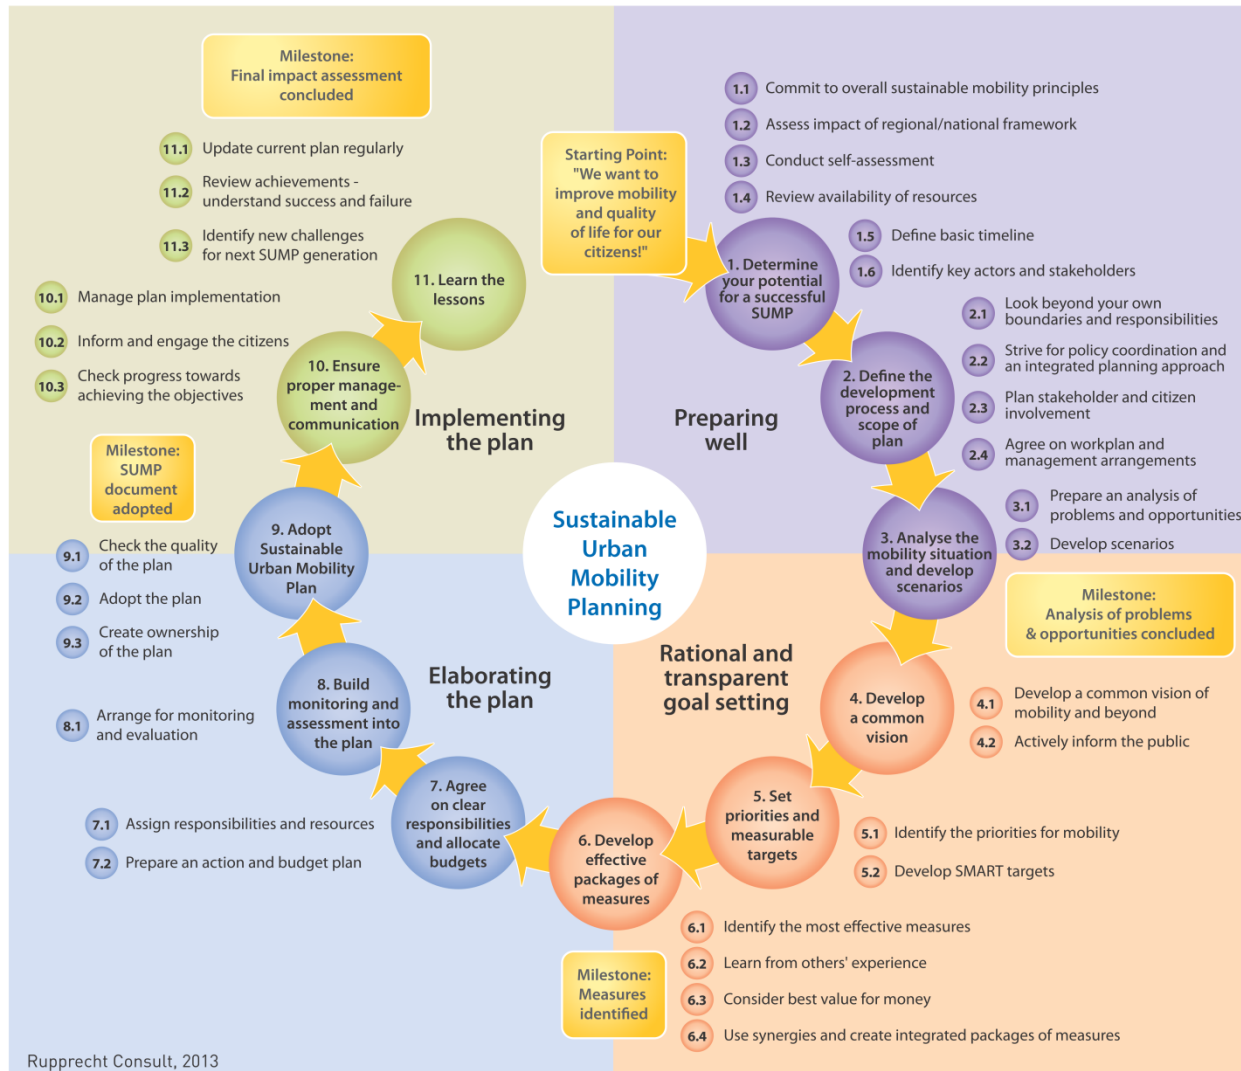 Milestone:
Final impact assessment
concluded
11.1 Update current plan regularly
11.2 Review achievements -
understand success and failure
11.3 Identify new challenges
for next SUMP generation
11. Learn the
lessons
10.1 Manage plan implementation
10.2 Inform and engage the citizens
10.3 Check progress towards
achieving the objectives
10. Ensure
proper manage-
ment and
communication
Implementing
the plan
Starting Point:
"We want to
improve mobility
and quality
of life for our
citizens!"
1.1 Commit to overall sustainable mobility principles
1.2 Assess impact of regional/national framework
1.3 Conduct self-assessment
1.4 Review availability of resources
1.5 Define basic timeline
1.6 Identify key actors and stakeholders
1. Determine
your potential
for a successful
SUMP
2.1 Look beyond your own
boundaries and responsibilities
2.2 Strive for policy coordination and
an integrated planning approach
2.3 Plan stakeholder and citizen
involvement
2.4 Agree on workplan and
management arrangements
2. Define the
development
process and
scope of
plan
Preparing
well
3.1 Prepare an analysis of
problems and opportunities
3.2 Develop scenarios
3. Analyse the
mobility situation
and develop
scenarios
Milestone:
Analysis of problems
& opportunities concluded
Sustainable
Urban
Mobility
Planning
Rational and
transparent
goal setting
4. Develop
a common
vision
4.1 Develop a common vision of
mobility and beyond
4.2 Actively inform the public
5. Set
priorities and
measurable
targets
5.1 Identify the priorities for mobility
5.2 Develop SMART targets
6. Develop
effective
packages of
measures
6.1 Identify the most effective measures
6.2 Learn from others' experience
6.3 Consider best value for money
6.4 Use synergies and create integrated packages of measures
Milestone:
Measures
identified
Elaborating
the plan
7. Agree
on clear
responsibilities
and allocate
budgets
7.1 Assign responsibilities and resources
7.2 Prepare an action and budget plan
8. Build
monitoring and
assessment into
the plan
8.1 Arrange for monitoring
and evaluation
9. Adopt
Sustainable
Urban Mobility
Plan
9.1 Check the quality
of the plan
9.2 Adopt the plan
9.3 Create ownership
of the plan
Milestone:
SUMP
document
adopted
Rupprecht Consult, 2013